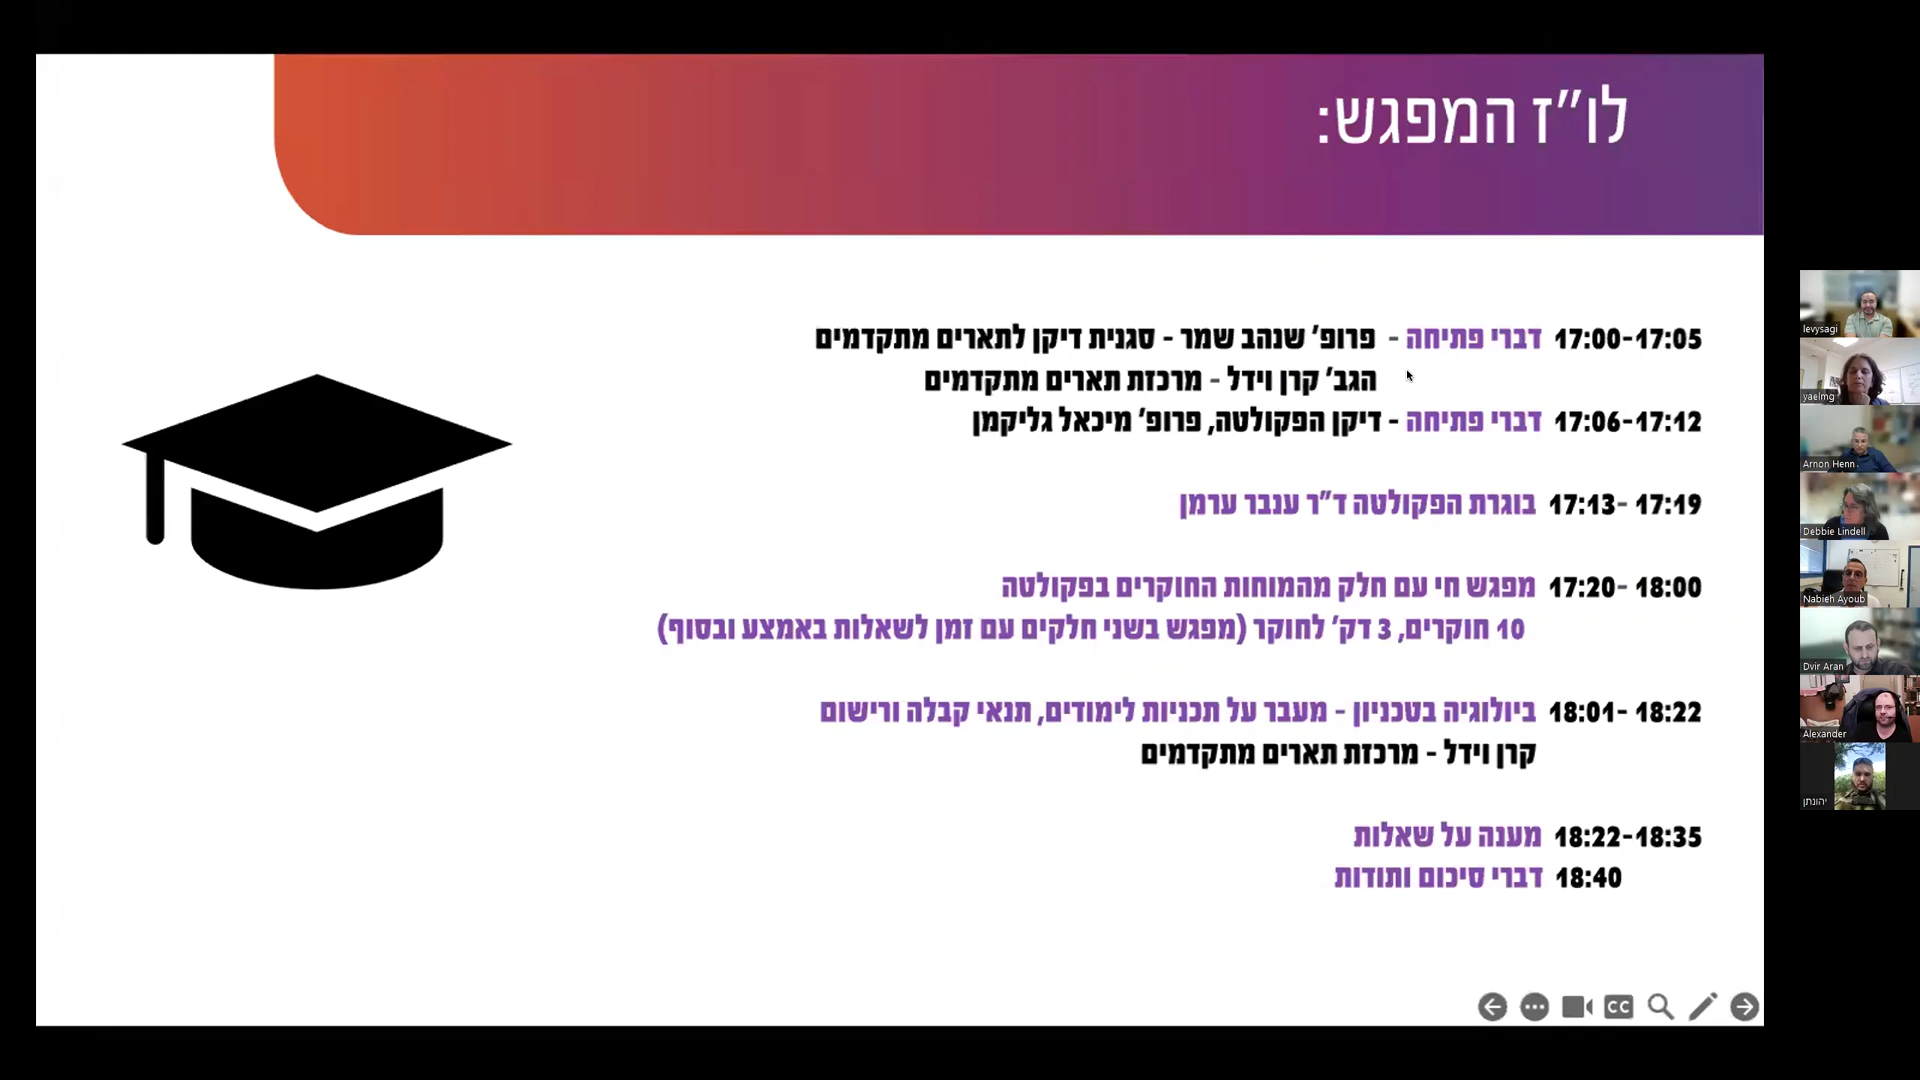 לו"ז המפגש:
17:00-17:05 דברי פתיחה - פרופ' שנהב שמר - סגנית דיקן לתארים מתקדמים
הגב' קרן וידל - מרכזת תארים מתקדמים
17:06-17:12 דברי פתיחה - דיקן הפקולטה, פרופ' מיכאל גליקמן
17:13- 17:19 בוגרת הפקולטה ד"ר ענבר ערמן
17:20- 18:00 מפגש חי עם חלק מהמוחות החוקרים בפקולטה
10 חוקרים, 3 דק' לחוקר (מפגש בשני חלקים עם זמן לשאלות באמצע ובסוף)
18:01- 18:22 ביולוגיה בטכניון - מעבר על תכניות לימודים, תנאי קבלה ורישום
קרן וידל - מרכזת תארים מתקדמים
18:22-18:35 מענה על שאלות
18:40 דברי סיכום ותודות
CC
levysagi
yaelmg
Arnon Henn
Debbie Lindell
Nabieh Ayoub
Dvir Aran
Alexander
יהונתן